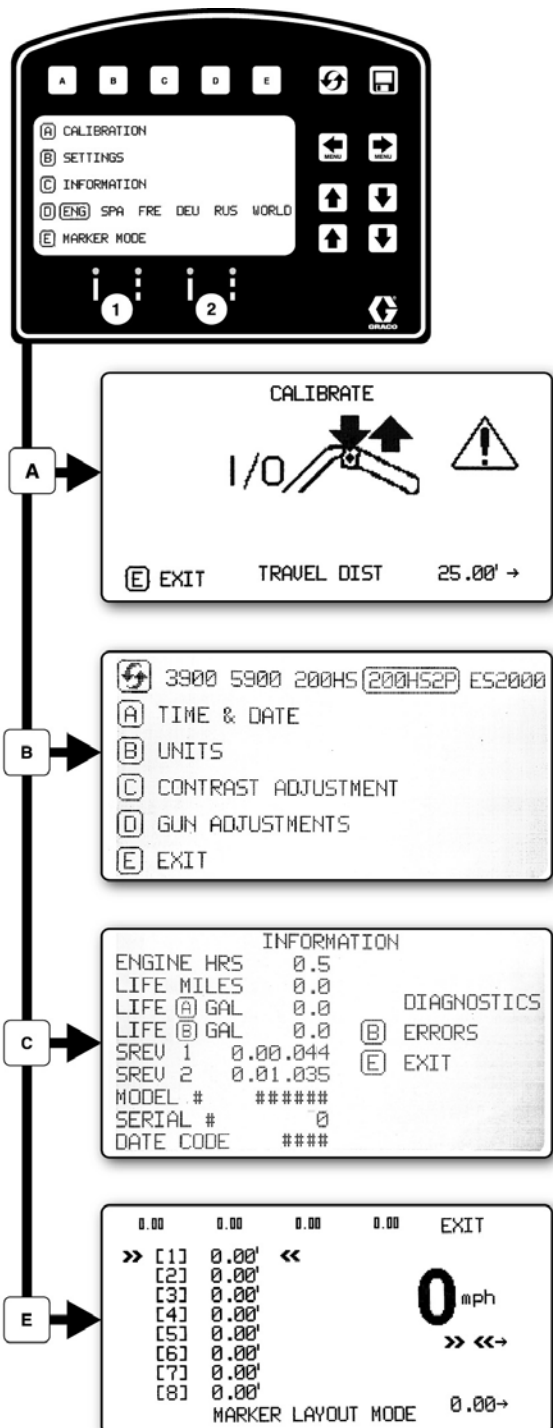 A B C D E
A CALIBRATION
B SETTINGS
C INFORMATION
D ENG SPA FRE DEU RUS WORLD
E MARKER MODE
MENU MENU
1 2
GRACO
A
CALIBRATE
I/O
E EXIT TRAVEL DIST 25.00' →
B
3900 5900 200HS 200HS2P ES2000
A TIME & DATE
B UNITS
C CONTRAST ADJUSTMENT
D GUN ADJUSTMENTS
E EXIT
C
INFORMATION
ENGINE HRS 0.5
LIFE MILES 0.0
LIFE A GAL 0.0 DIAGNOSTICS
LIFE B GAL 0.0 B ERRORS
SREV 1 0.00.044 E EXIT
SREV 2 0.01.035
MODEL # ######
SERIAL # 0
DATE CODE ####
E
0.00 0.00 0.00 0.00 EXIT
» [1] 0.00' «
[2] 0.00'
[3] 0.00'
[4] 0.00' 0 mph
[5] 0.00'
[6] 0.00' » «→
[7] 0.00'
[8] 0.00'
MARKER LAYOUT MODE 0.00→